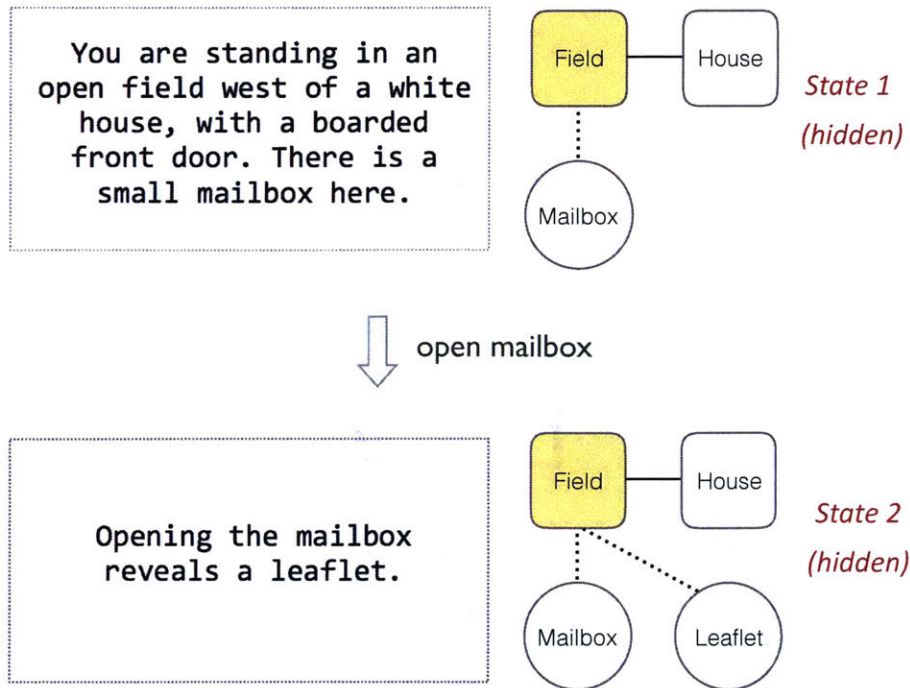 You are standing in an
open field west of a white
house, with a boarded
front door. There is a
small mailbox here.
Field
House
State 1
(hidden)
Mailbox
open mailbox
Opening the mailbox
reveals a leaflet.
Field
House
State 2
(hidden)
Mailbox
Leaflet